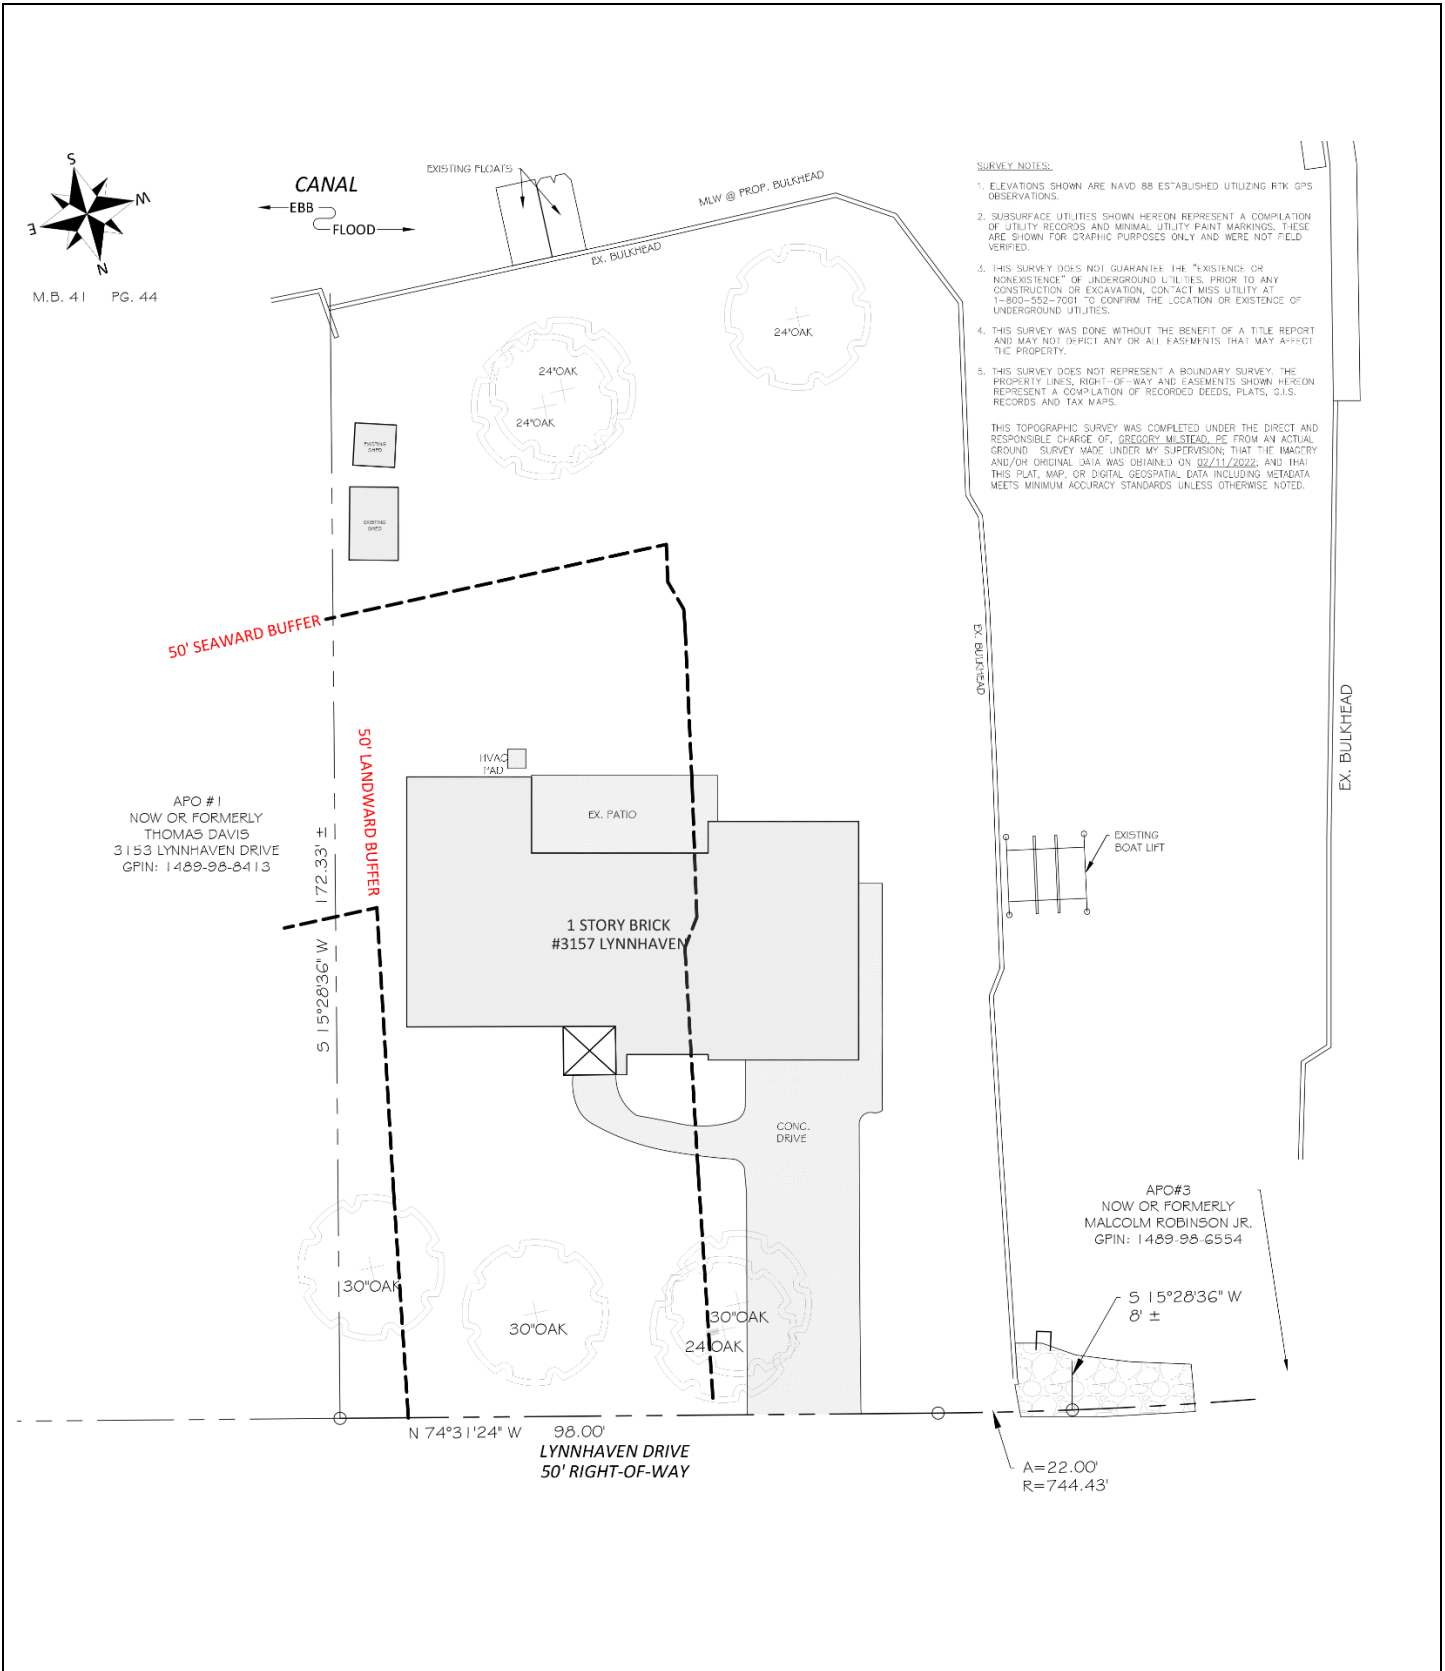 S
W
E
N
M.B. 41 PG. 44
CANAL
EBB
FLOOD
EXISTING FLOATS
MLW @ PROP. BULKHEAD
EX. BULKHEAD
SURVEY NOTES:
1. ELEVATIONS SHOWN ARE NAVD 88 ESTABLISHED UTILIZING RTK GPS
OBSERVATIONS.
2. SUBSURFACE UTILITIES SHOWN HEREON REPRESENT A COMPILATION
OF UTILITY RECORDS AND MINIMAL UTILITY PAINT MARKINGS. THESE
ARE SHOWN FOR GRAPHIC PURPOSES ONLY AND WERE NOT FIELD
VERIFIED.
3. THIS SURVEY DOES NOT GUARANTEE THE "EXISTENCE OR
NONEXISTENCE" OF UNDERGROUND UTILITIES. PRIOR TO ANY
CONSTRUCTION OR EXCAVATION, CONTACT MISS UTILITY AT
1-800-552-7001 TO CONFIRM THE LOCATION OR EXISTENCE OF
UNDERGROUND UTILITIES.
4. THIS SURVEY WAS DONE WITHOUT THE BENEFIT OF A TITLE REPORT
AND MAY NOT DEPICT ANY OR ALL EASEMENTS THAT MAY AFFECT
THE PROPERTY.
5. THIS SURVEY DOES NOT REPRESENT A BOUNDARY SURVEY. THE
PROPERTY LINES, RIGHT-OF-WAY AND EASEMENTS SHOWN HEREON
REPRESENT A COMPILATION OF RECORDED DEEDS, PLATS, G.I.S.
RECORDS AND TAX MAPS.
THIS TOPOGRAPHIC SURVEY WAS COMPLETED UNDER THE DIRECT AND
RESPONSIBLE CHARGE OF, GREGORY MILSTEAD, PE FROM AN ACTUAL
GROUND SURVEY MADE UNDER MY SUPERVISION; THAT THE IMAGERY
AND/OR ORIGINAL DATA WAS OBTAINED ON 02/11/2022; AND THAT
THIS PLAT, MAP, OR DIGITAL GEOSPATIAL DATA INCLUDING METADATA
MEETS MINIMUM ACCURACY STANDARDS UNLESS OTHERWISE NOTED.
24"OAK
24"OAK
24"OAK
EXISTING
SHED
EXISTING
SHED
50' SEAWARD BUFFER
50' LANDWARD BUFFER
EX. BULKHEAD
EX. BULKHEAD
HVAC
PAD
EX. PATIO
APO #1
NOW OR FORMERLY
THOMAS DAVIS
3153 LYNNHAVEN DRIVE
GPIN: 1489-98-8413
S 15°28'36" W 172.33' ±
1 STORY BRICK
#3157 LYNNHAVEN
EXISTING
BOAT LIFT
CONC.
DRIVE
APO#3
NOW OR FORMERLY
MALCOLM ROBINSON JR.
GPIN: 1489-98-6554
S 15°28'36" W
8' ±
30"OAK
30"OAK
30"OAK
24"OAK
N 74°31'24" W 98.00'
LYNNHAVEN DRIVE
50' RIGHT-OF-WAY
A=22.00'
R=744.43'